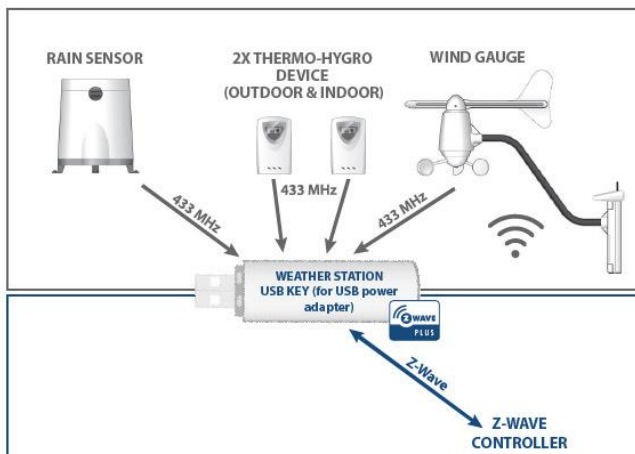 RAIN SENSOR
2X THERMO-HYGRO
DEVICE
(OUTDOOR & INDOOR)
WIND GAUGE
433 MHz
433 MHz
433 MHz
WEATHER STATION
USB KEY (for USB power
adapter)
Z WAVE
PLUS
Z-Wave
Z-WAVE
CONTROLLER